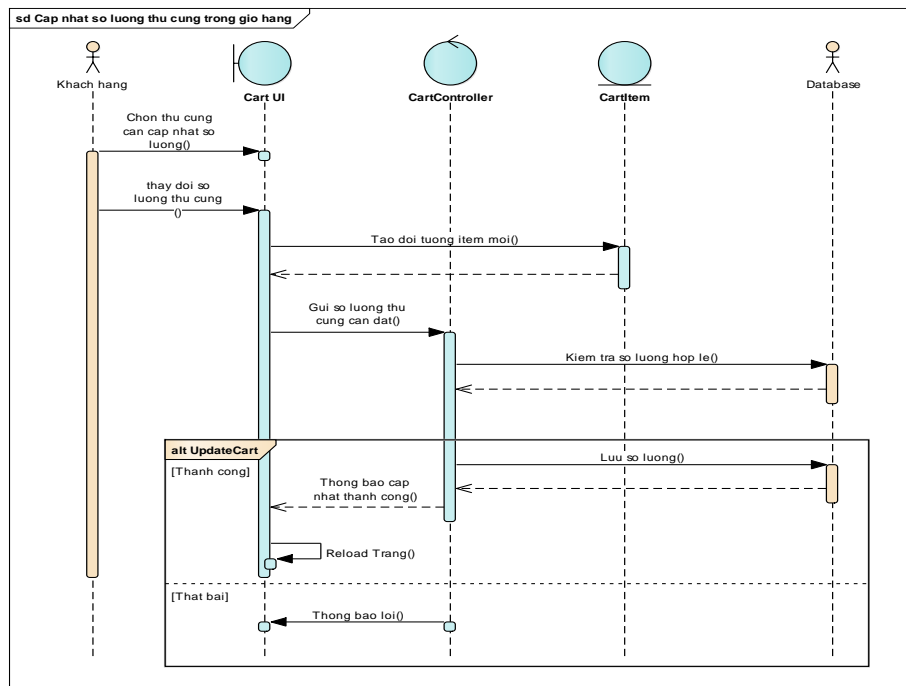 sd Cap nhat so luong thu cung trong gio hang
Khach hang
Cart UI
CartController
CartItem
Database
Chon thu cung
can cap nhat so
luong()
thay doi so
luong thu cung
()
Tao doi tuong item moi()
Gui so luong thu
cung can dat()
Kiem tra so luong hop le()
alt UpdateCart
[Thanh cong]
Luu so luong()
Thong bao cap
nhat thanh cong()
Reload Trang()
[That bai]
Thong bao loi()